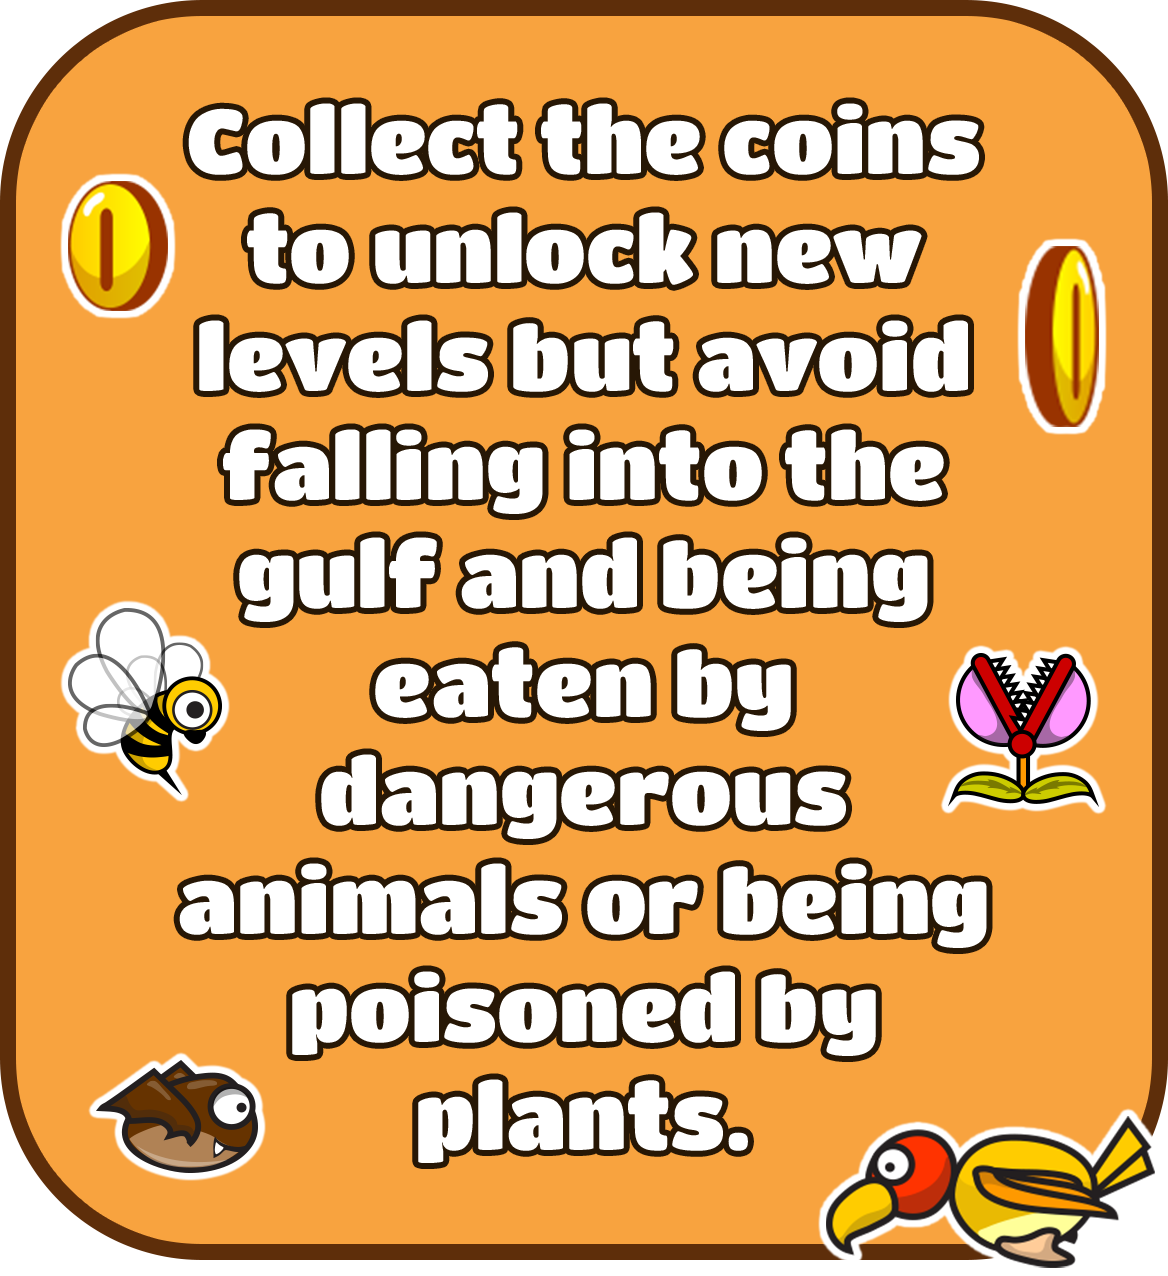 Collect the coins
to unlock new
levels but avoid
falling into the
gulf and being
eaten by
dangerous
animals or being
poisoned by
plants.